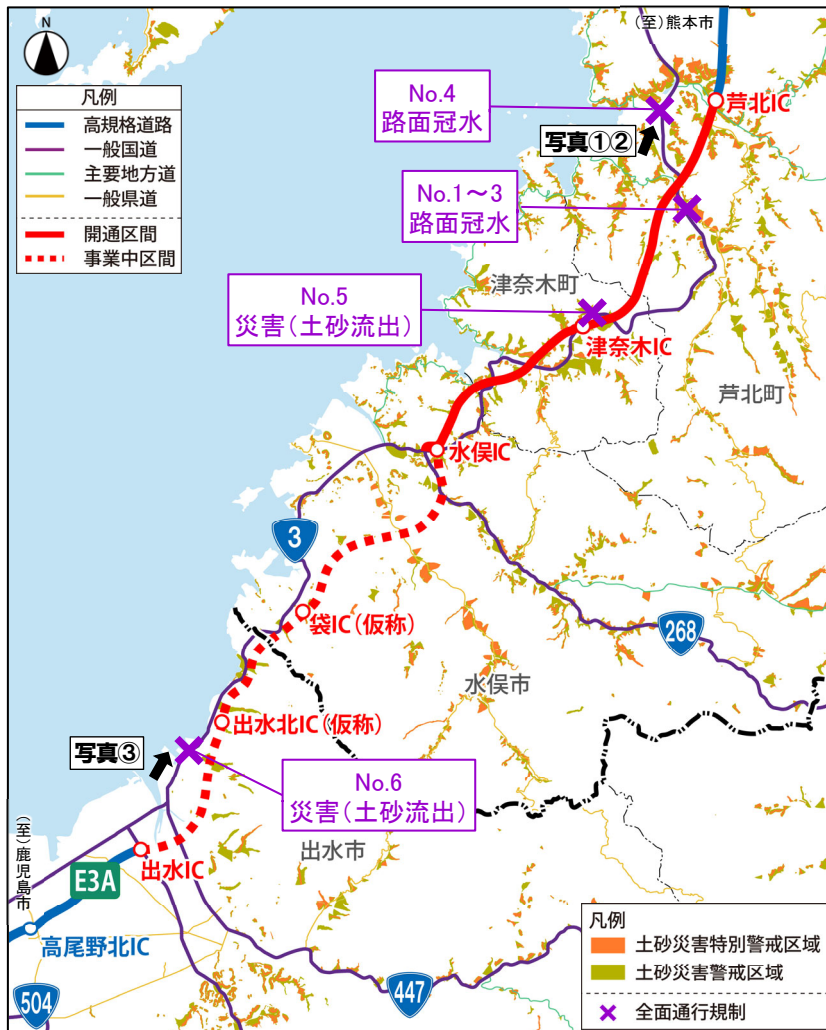 N
(至)熊本市
凡例
高規格道路
一般国道
主要地方道
一般県道
開通区間
事業中区間
No.4
路面冠水
写真①②
芦北IC
No.1～3
路面冠水
津奈木町
No.5
災害(土砂流出)
津奈木IC
芦北町
水俣IC
3
袋IC(仮称)
268
水俣市
出水北IC(仮称)
写真③
No.6
災害(土砂流出)
出水市
出水IC
(至)鹿児島市
E3A
高尾野北IC
504
447
凡例
土砂災害特別警戒区域
土砂災害警戒区域
全面通行規制